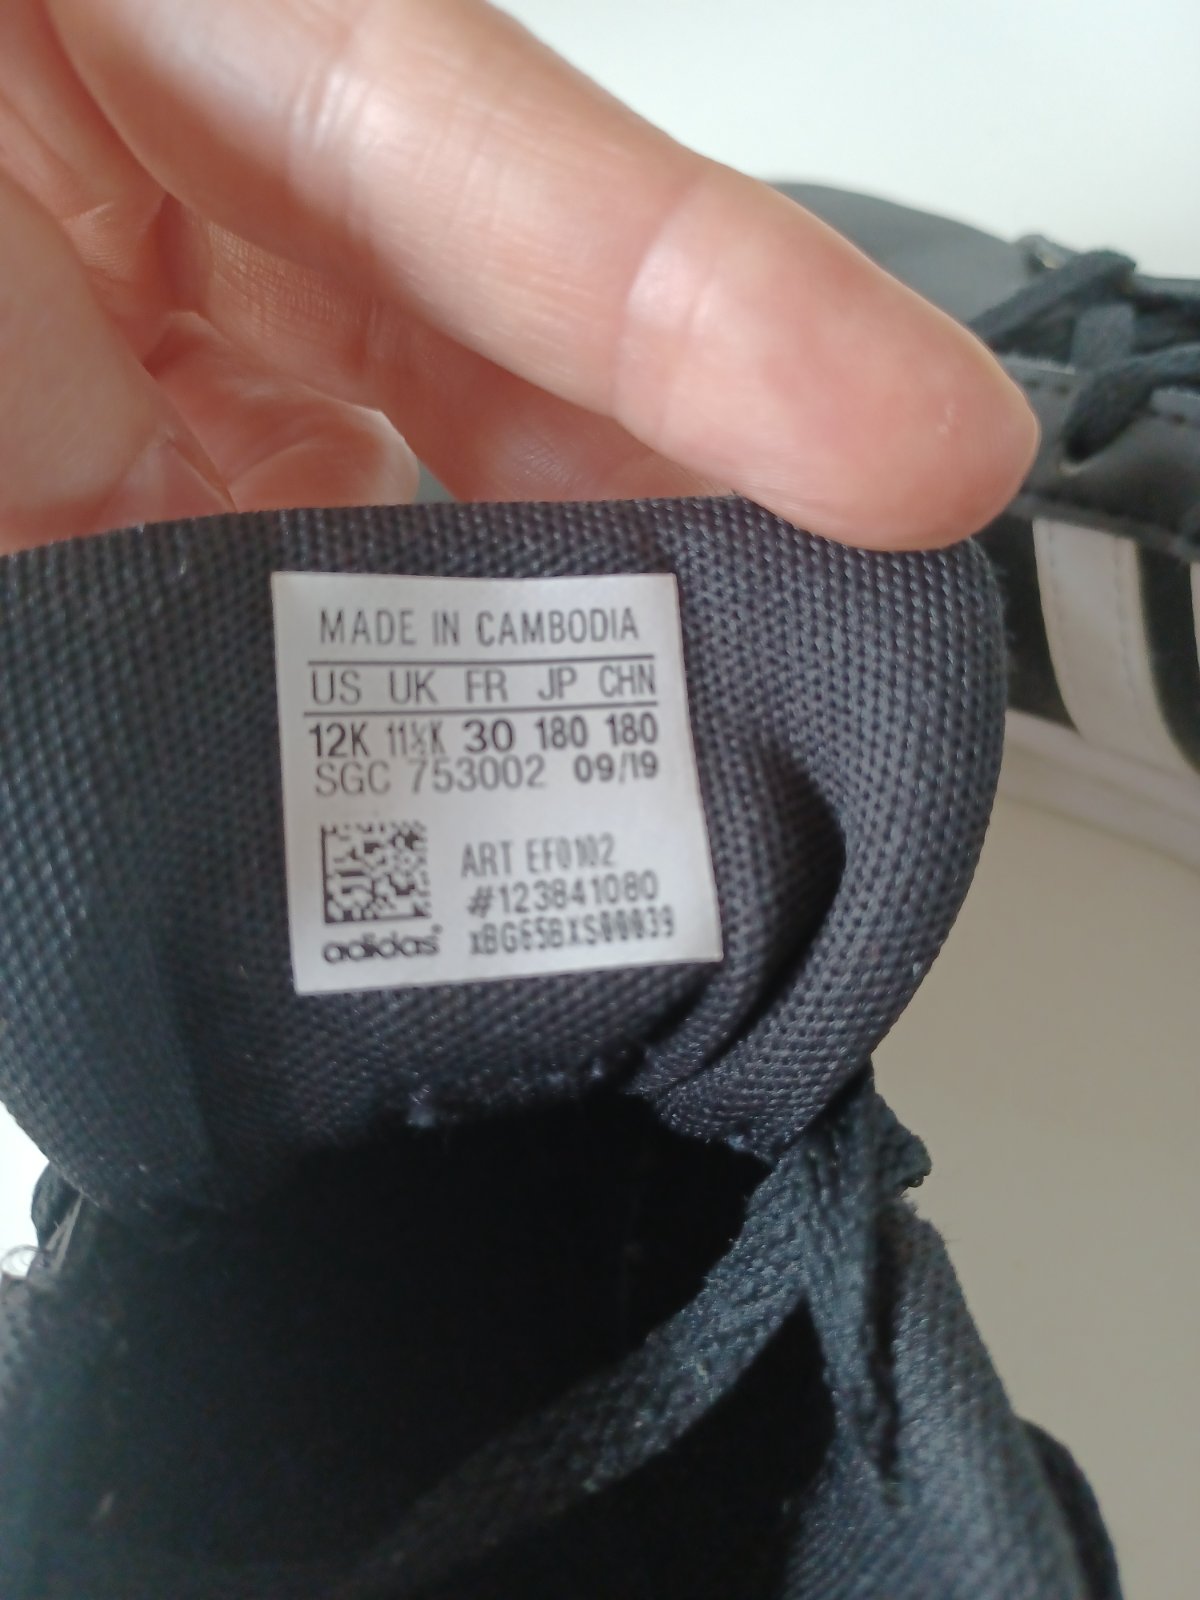 MADE IN CAMBODIA
US UK FR JP CHN
12K 11½K 30 180 180
SGC 753002 09/19
ART EF0102
#123841080
xBG65BXS00039
adidas